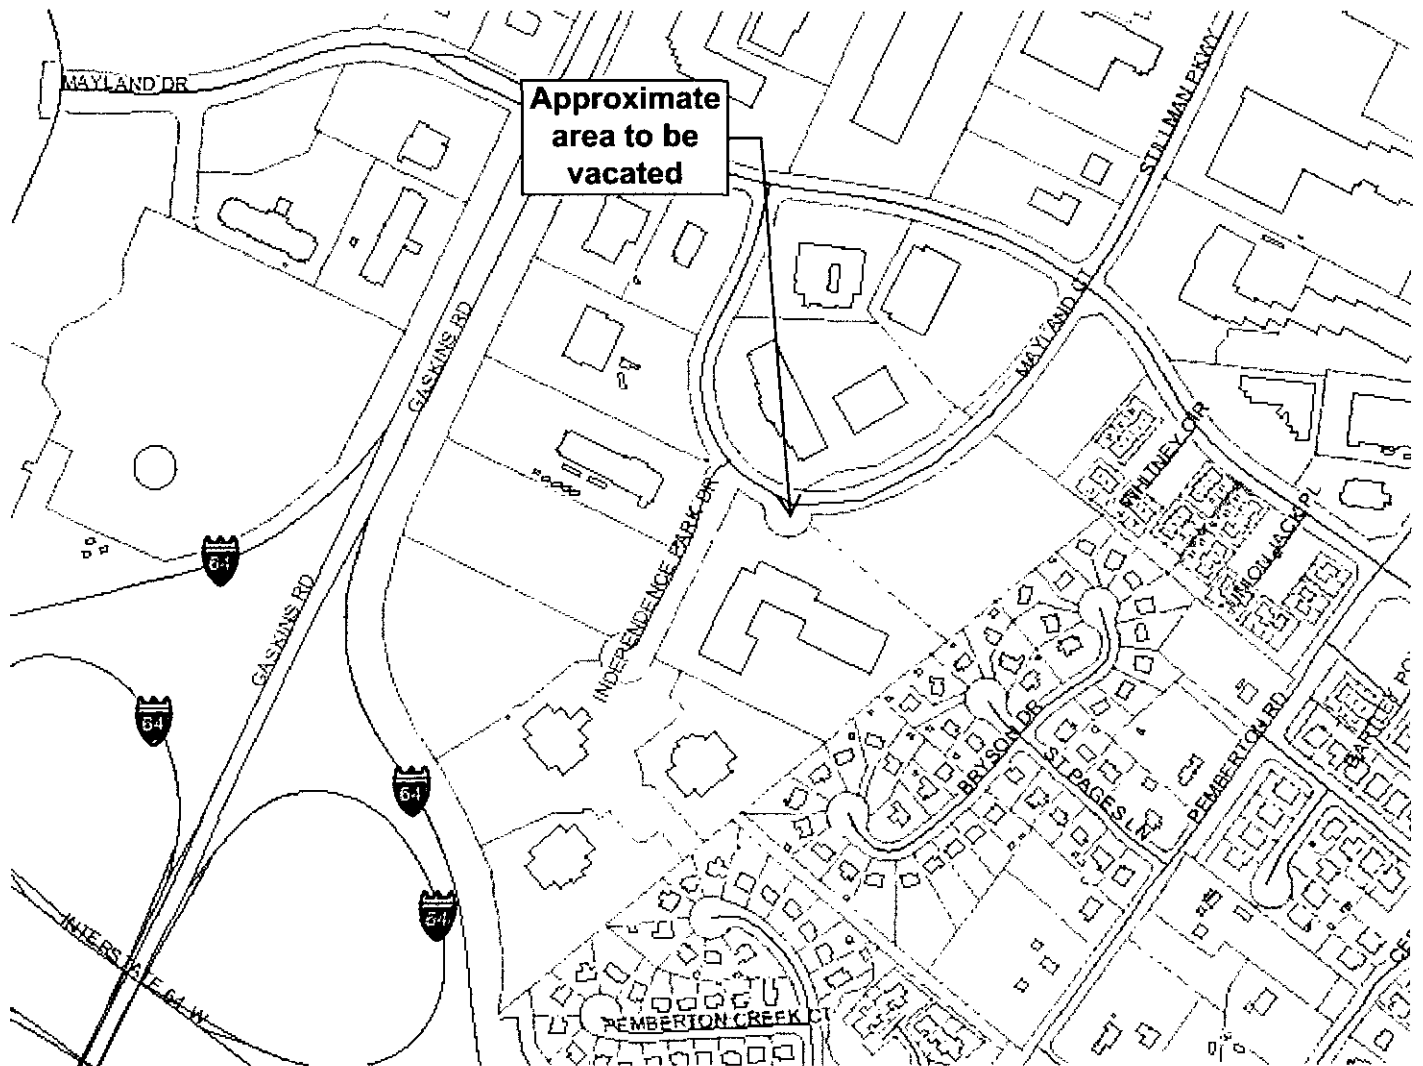 MAYLAND DR
Approximate
area to be
vacated
STILLMAN PKWY
GASKINS RD
MAYLAND CT
WHITNEY CIR
INDEPENDENCE PARK DR
64
GASKINS RD
64
BRYSON DR
ST PAGES LN
PEMBERTON RD
64
64
INTERSTATE 64 W
PEMBERTON CREEK CT